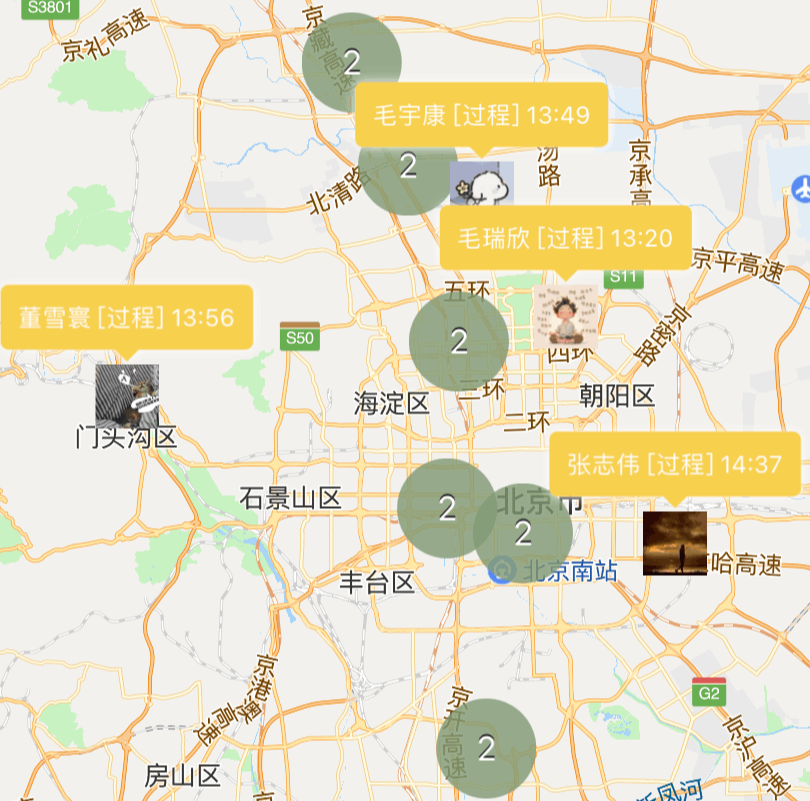 S3801
京礼高速
京藏高速
2
毛宇康 [过程] 13:49
2
汤路
京承高
北清路
毛瑞欣 [过程] 13:20
京平高速
S11
五环
董雪寰 [过程] 13:56
S50
2
四环
京密路
三环
海淀区
朝阳区
二环
门头沟区
张志伟 [过程] 14:37
石景山区
2
北京市
2
哈高速
北京南站
丰台区
京港澳高速
G2
京开高速
2
京沪高速
房山区
新凤河
京